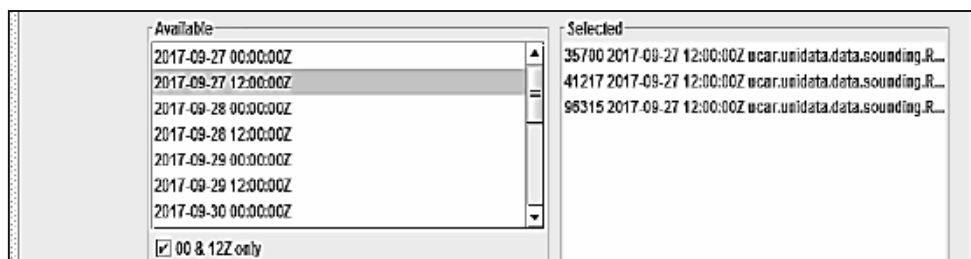 Available
2017-09-27 00:00:00Z
2017-09-27 12:00:00Z
2017-09-28 00:00:00Z
2017-09-28 12:00:00Z
2017-09-29 00:00:00Z
2017-09-29 12:00:00Z
2017-09-30 00:00:00Z
00 & 12Z only
Selected
35700 2017-09-27 12:00:00Z ucar.unidata.data.sounding.R...
41217 2017-09-27 12:00:00Z ucar.unidata.data.sounding.R...
96315 2017-09-27 12:00:00Z ucar.unidata.data.sounding.R...